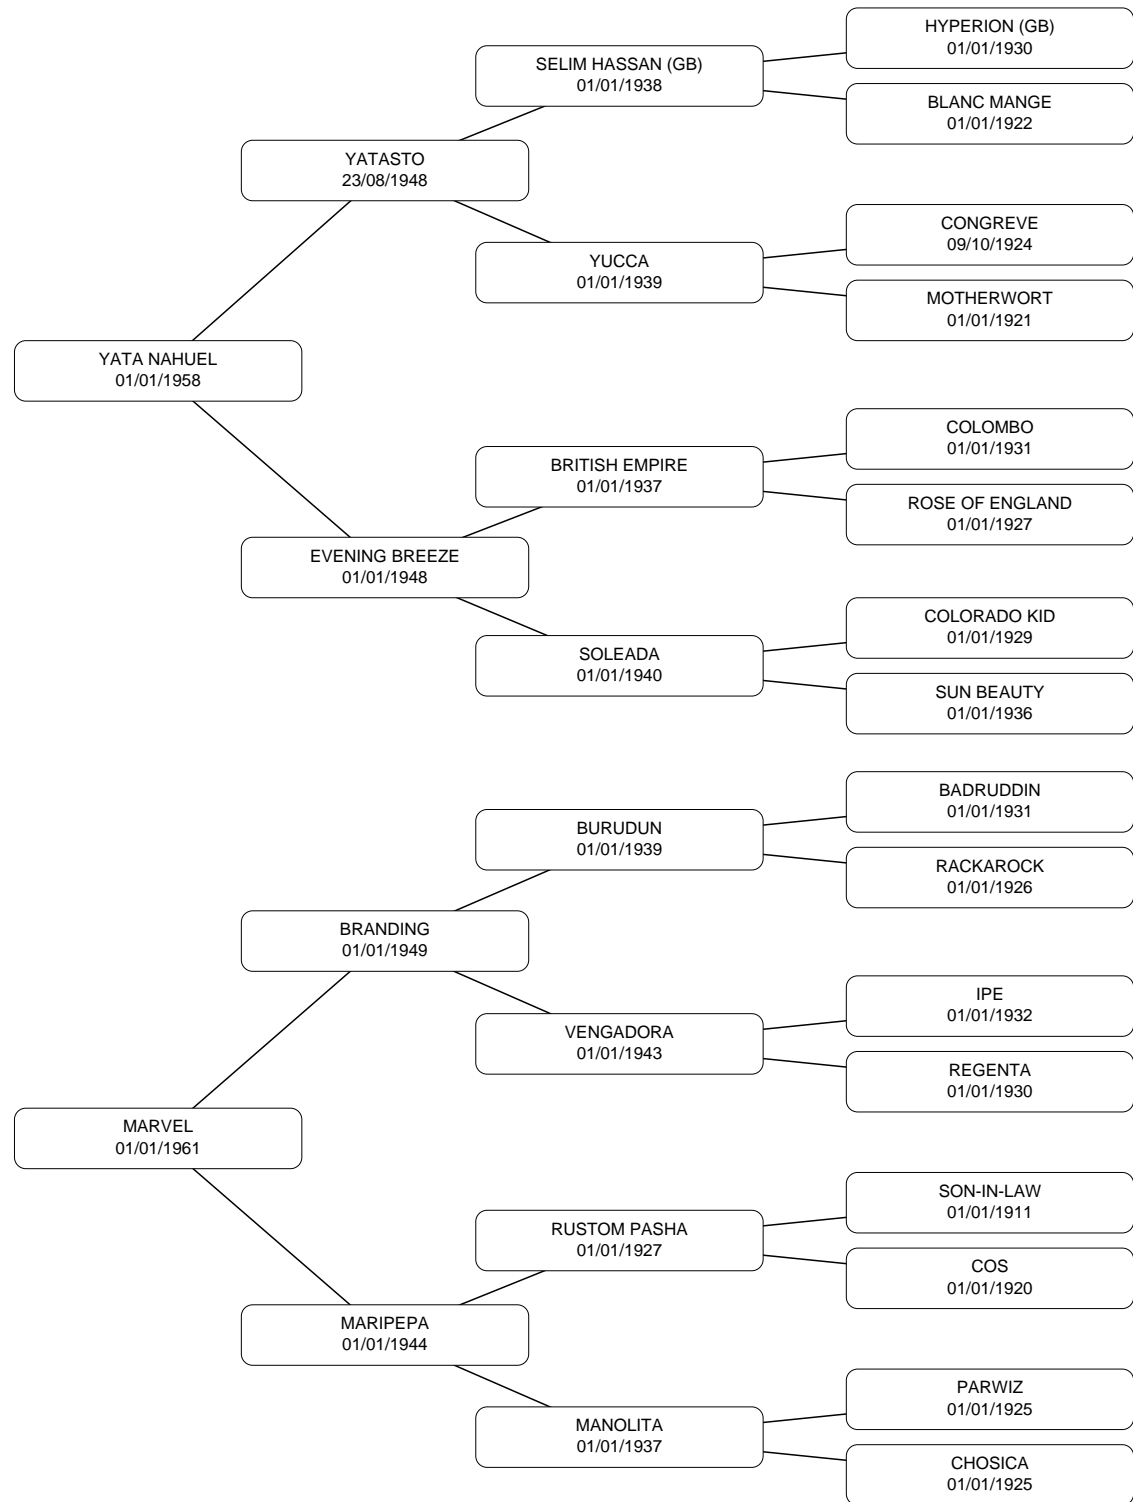 HYPERION (GB)
01/01/1930
SELIM HASSAN (GB)
01/01/1938
BLANC MANGE
01/01/1922
YATASTO
23/08/1948
CONGREVE
09/10/1924
YUCCA
01/01/1939
MOTHERWORT
01/01/1921
YATA NAHUEL
01/01/1958
COLOMBO
01/01/1931
BRITISH EMPIRE
01/01/1937
ROSE OF ENGLAND
01/01/1927
EVENING BREEZE
01/01/1948
COLORADO KID
01/01/1929
SOLEADA
01/01/1940
SUN BEAUTY
01/01/1936
BADRUDDIN
01/01/1931
BURUDUN
01/01/1939
RACKAROCK
01/01/1926
BRANDING
01/01/1949
IPE
01/01/1932
VENGADORA
01/01/1943
REGENTA
01/01/1930
MARVEL
01/01/1961
SON-IN-LAW
01/01/1911
RUSTOM PASHA
01/01/1927
COS
01/01/1920
MARIPEPA
01/01/1944
PARWIZ
01/01/1925
MANOLITA
01/01/1937
CHOSICA
01/01/1925